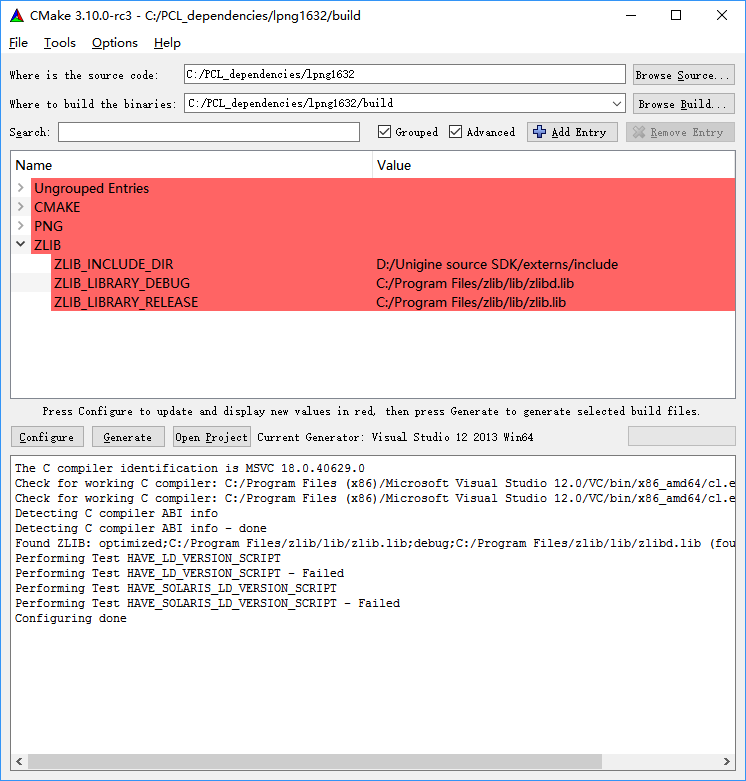 CMake 3.10.0-rc3 - C:/PCL_dependencies/lpng1632/build
File Tools Options Help
Where is the source code: C:/PCL_dependencies/lpng1632 Browse Source...
Where to build the binaries: C:/PCL_dependencies/lpng1632/build Browse Build...
Search: Grouped Advanced Add Entry Remove Entry
Name Value
Ungrouped Entries
CMAKE
PNG
ZLIB
ZLIB_INCLUDE_DIR D:/Unigine source SDK/externs/include
ZLIB_LIBRARY_DEBUG C:/Program Files/zlib/lib/zlibd.lib
ZLIB_LIBRARY_RELEASE C:/Program Files/zlib/lib/zlib.lib
Press Configure to update and display new values in red, then press Generate to generate selected build files.
Configure Generate Open Project Current Generator: Visual Studio 12 2013 Win64
The C compiler identification is MSVC 18.0.40629.0
Check for working C compiler: C:/Program Files (x86)/Microsoft Visual Studio 12.0/VC/bin/x86_amd64/cl.e
Check for working C compiler: C:/Program Files (x86)/Microsoft Visual Studio 12.0/VC/bin/x86_amd64/cl.e
Detecting C compiler ABI info
Detecting C compiler ABI info - done
Found ZLIB: optimized;C:/Program Files/zlib/lib/zlib.lib;debug;C:/Program Files/zlib/lib/zlibd.lib (fou
Performing Test HAVE_LD_VERSION_SCRIPT
Performing Test HAVE_LD_VERSION_SCRIPT - Failed
Performing Test HAVE_SOLARIS_LD_VERSION_SCRIPT
Performing Test HAVE_SOLARIS_LD_VERSION_SCRIPT - Failed
Configuring done